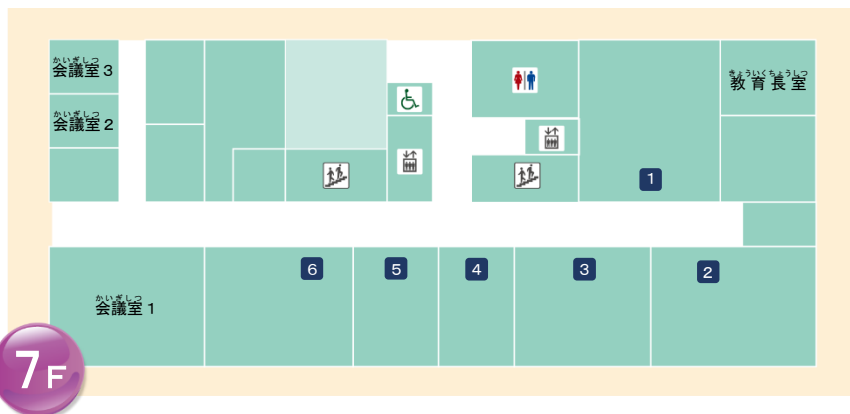 かいぎしつ
会議室3
きょういくちょうしつ
教育長室
かいぎしつ
会議室2
1
6
5
4
3
2
かいぎしつ
会議室1
7F